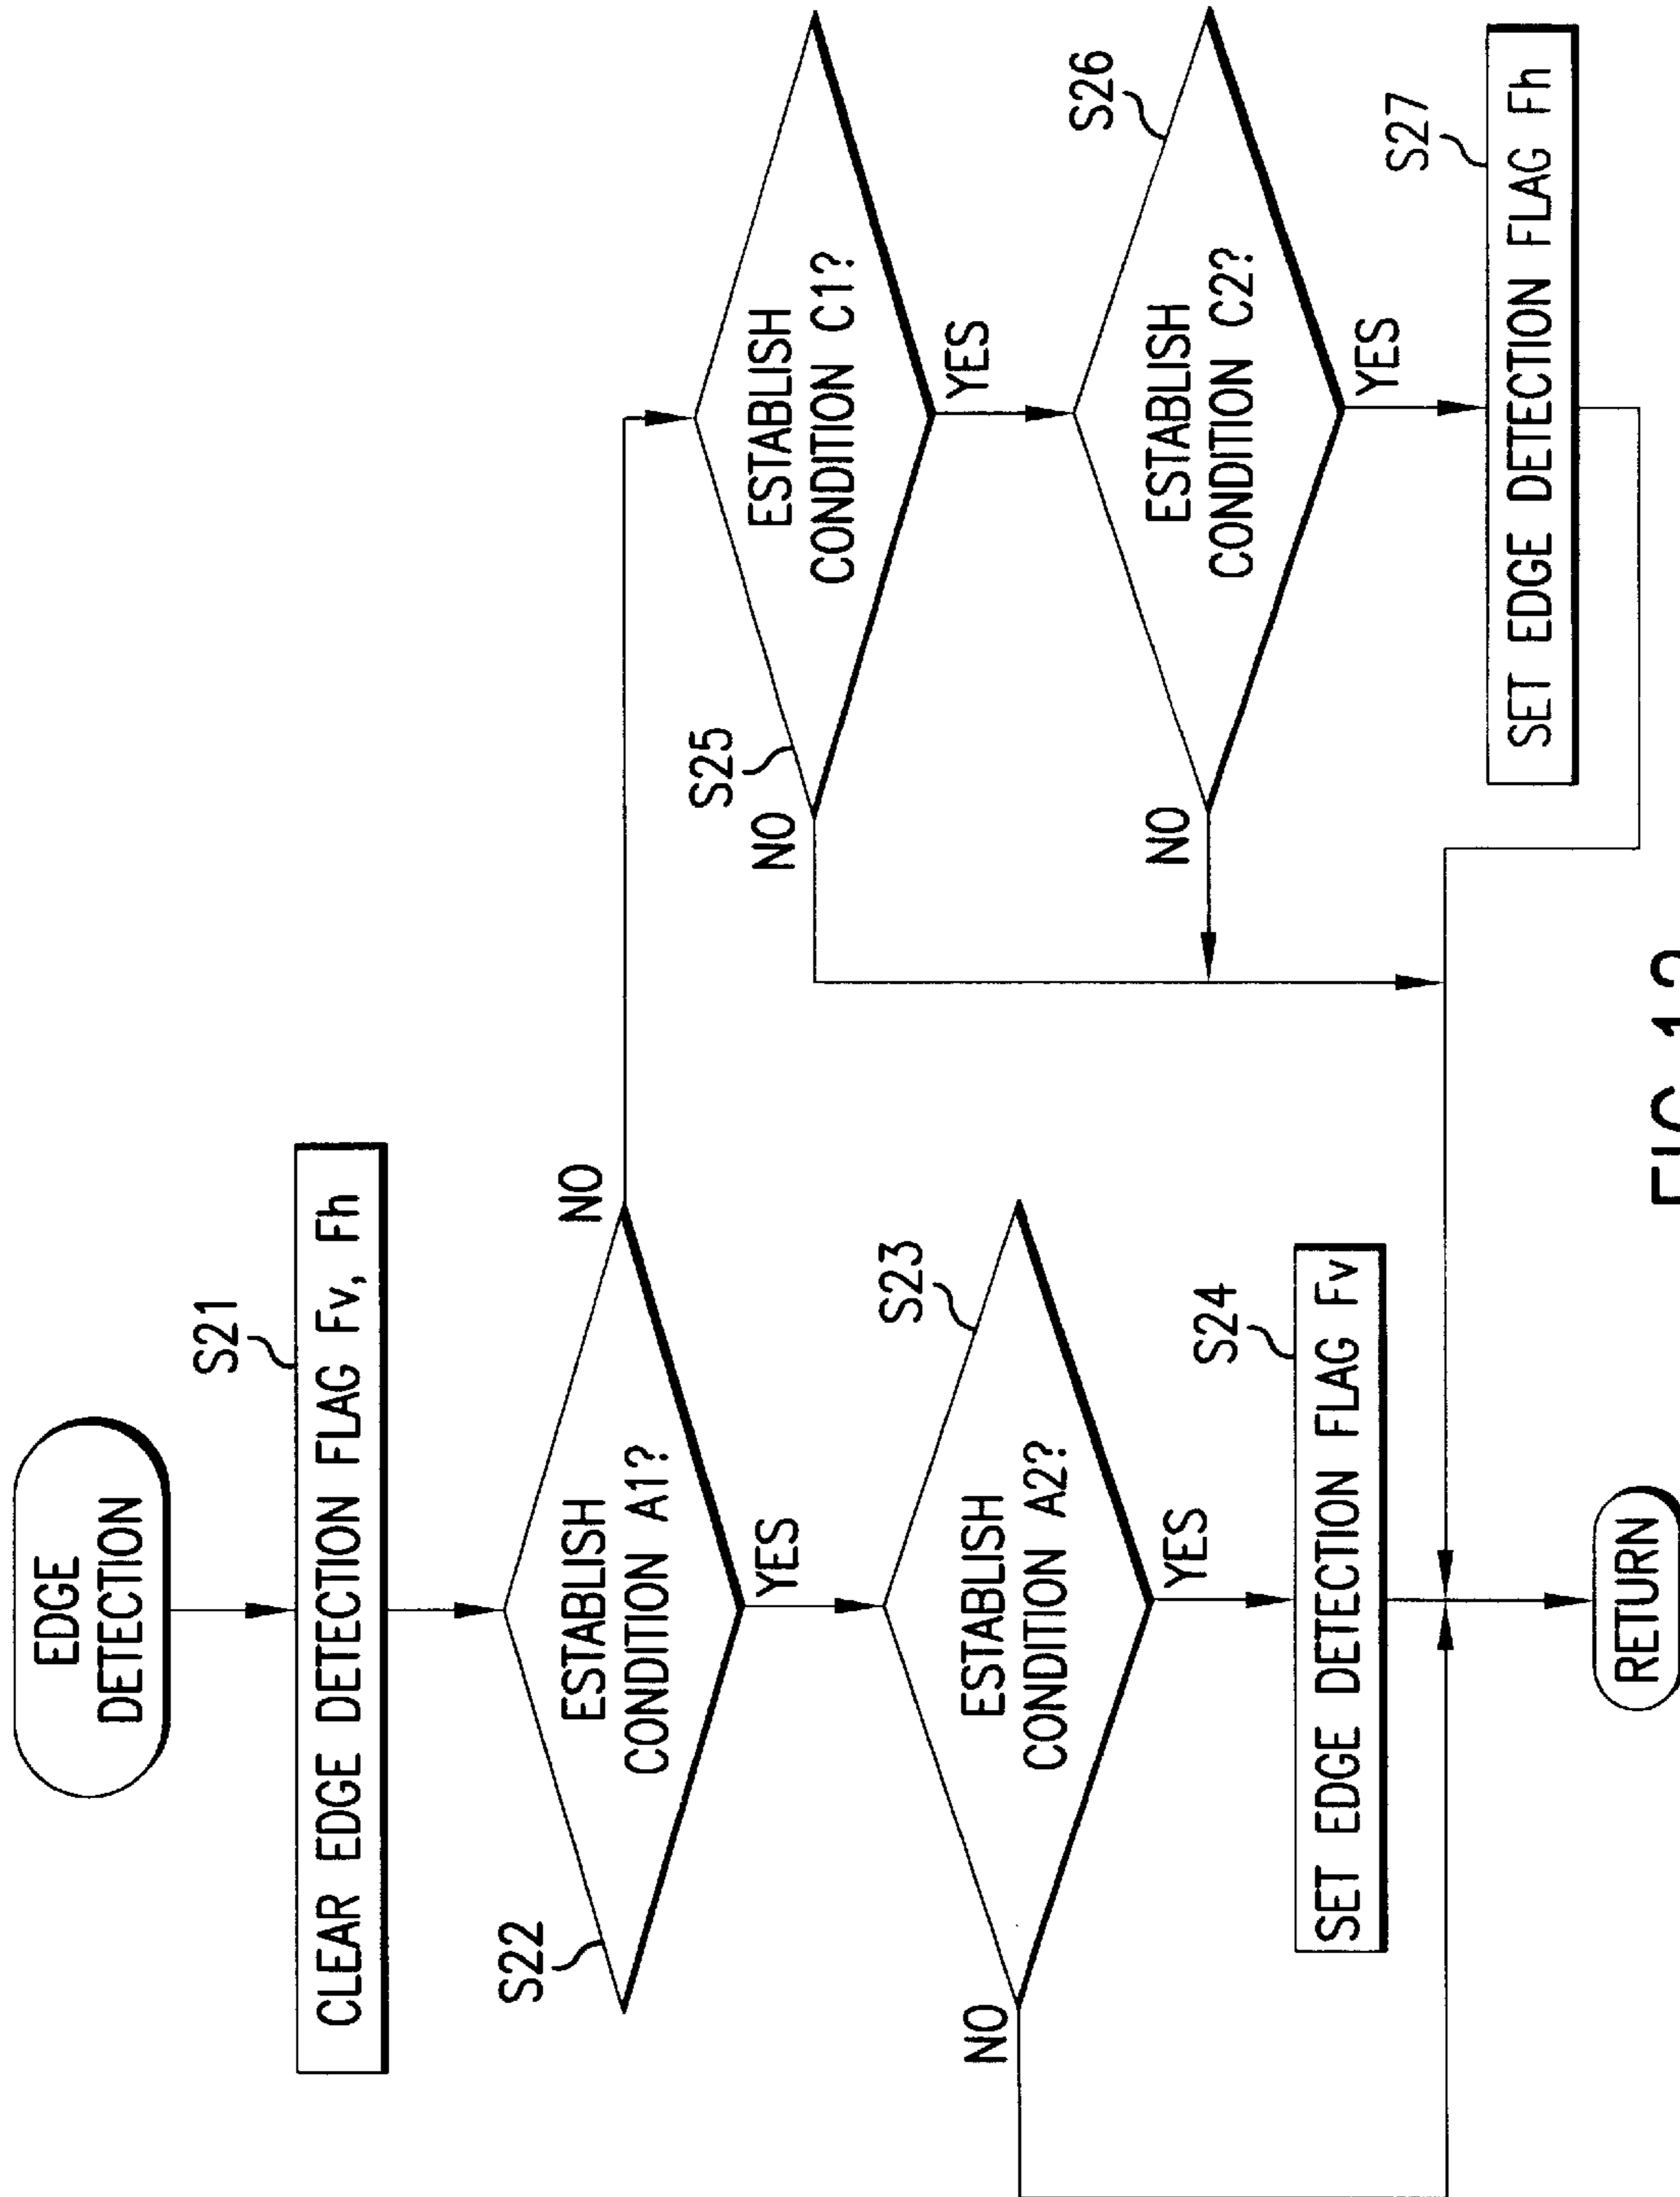 EDGE
DETECTION
S21
CLEAR EDGE DETECTION FLAG Fv, Fh
S22
ESTABLISH
CONDITION A1?
NO
YES
S23
ESTABLISH
CONDITION A2?
NO
YES
S24
SET EDGE DETECTION FLAG Fv
RETURN
S25
ESTABLISH
CONDITION C1?
NO
YES
S26
ESTABLISH
CONDITION C2?
NO
YES
S27
SET EDGE DETECTION FLAG Fh